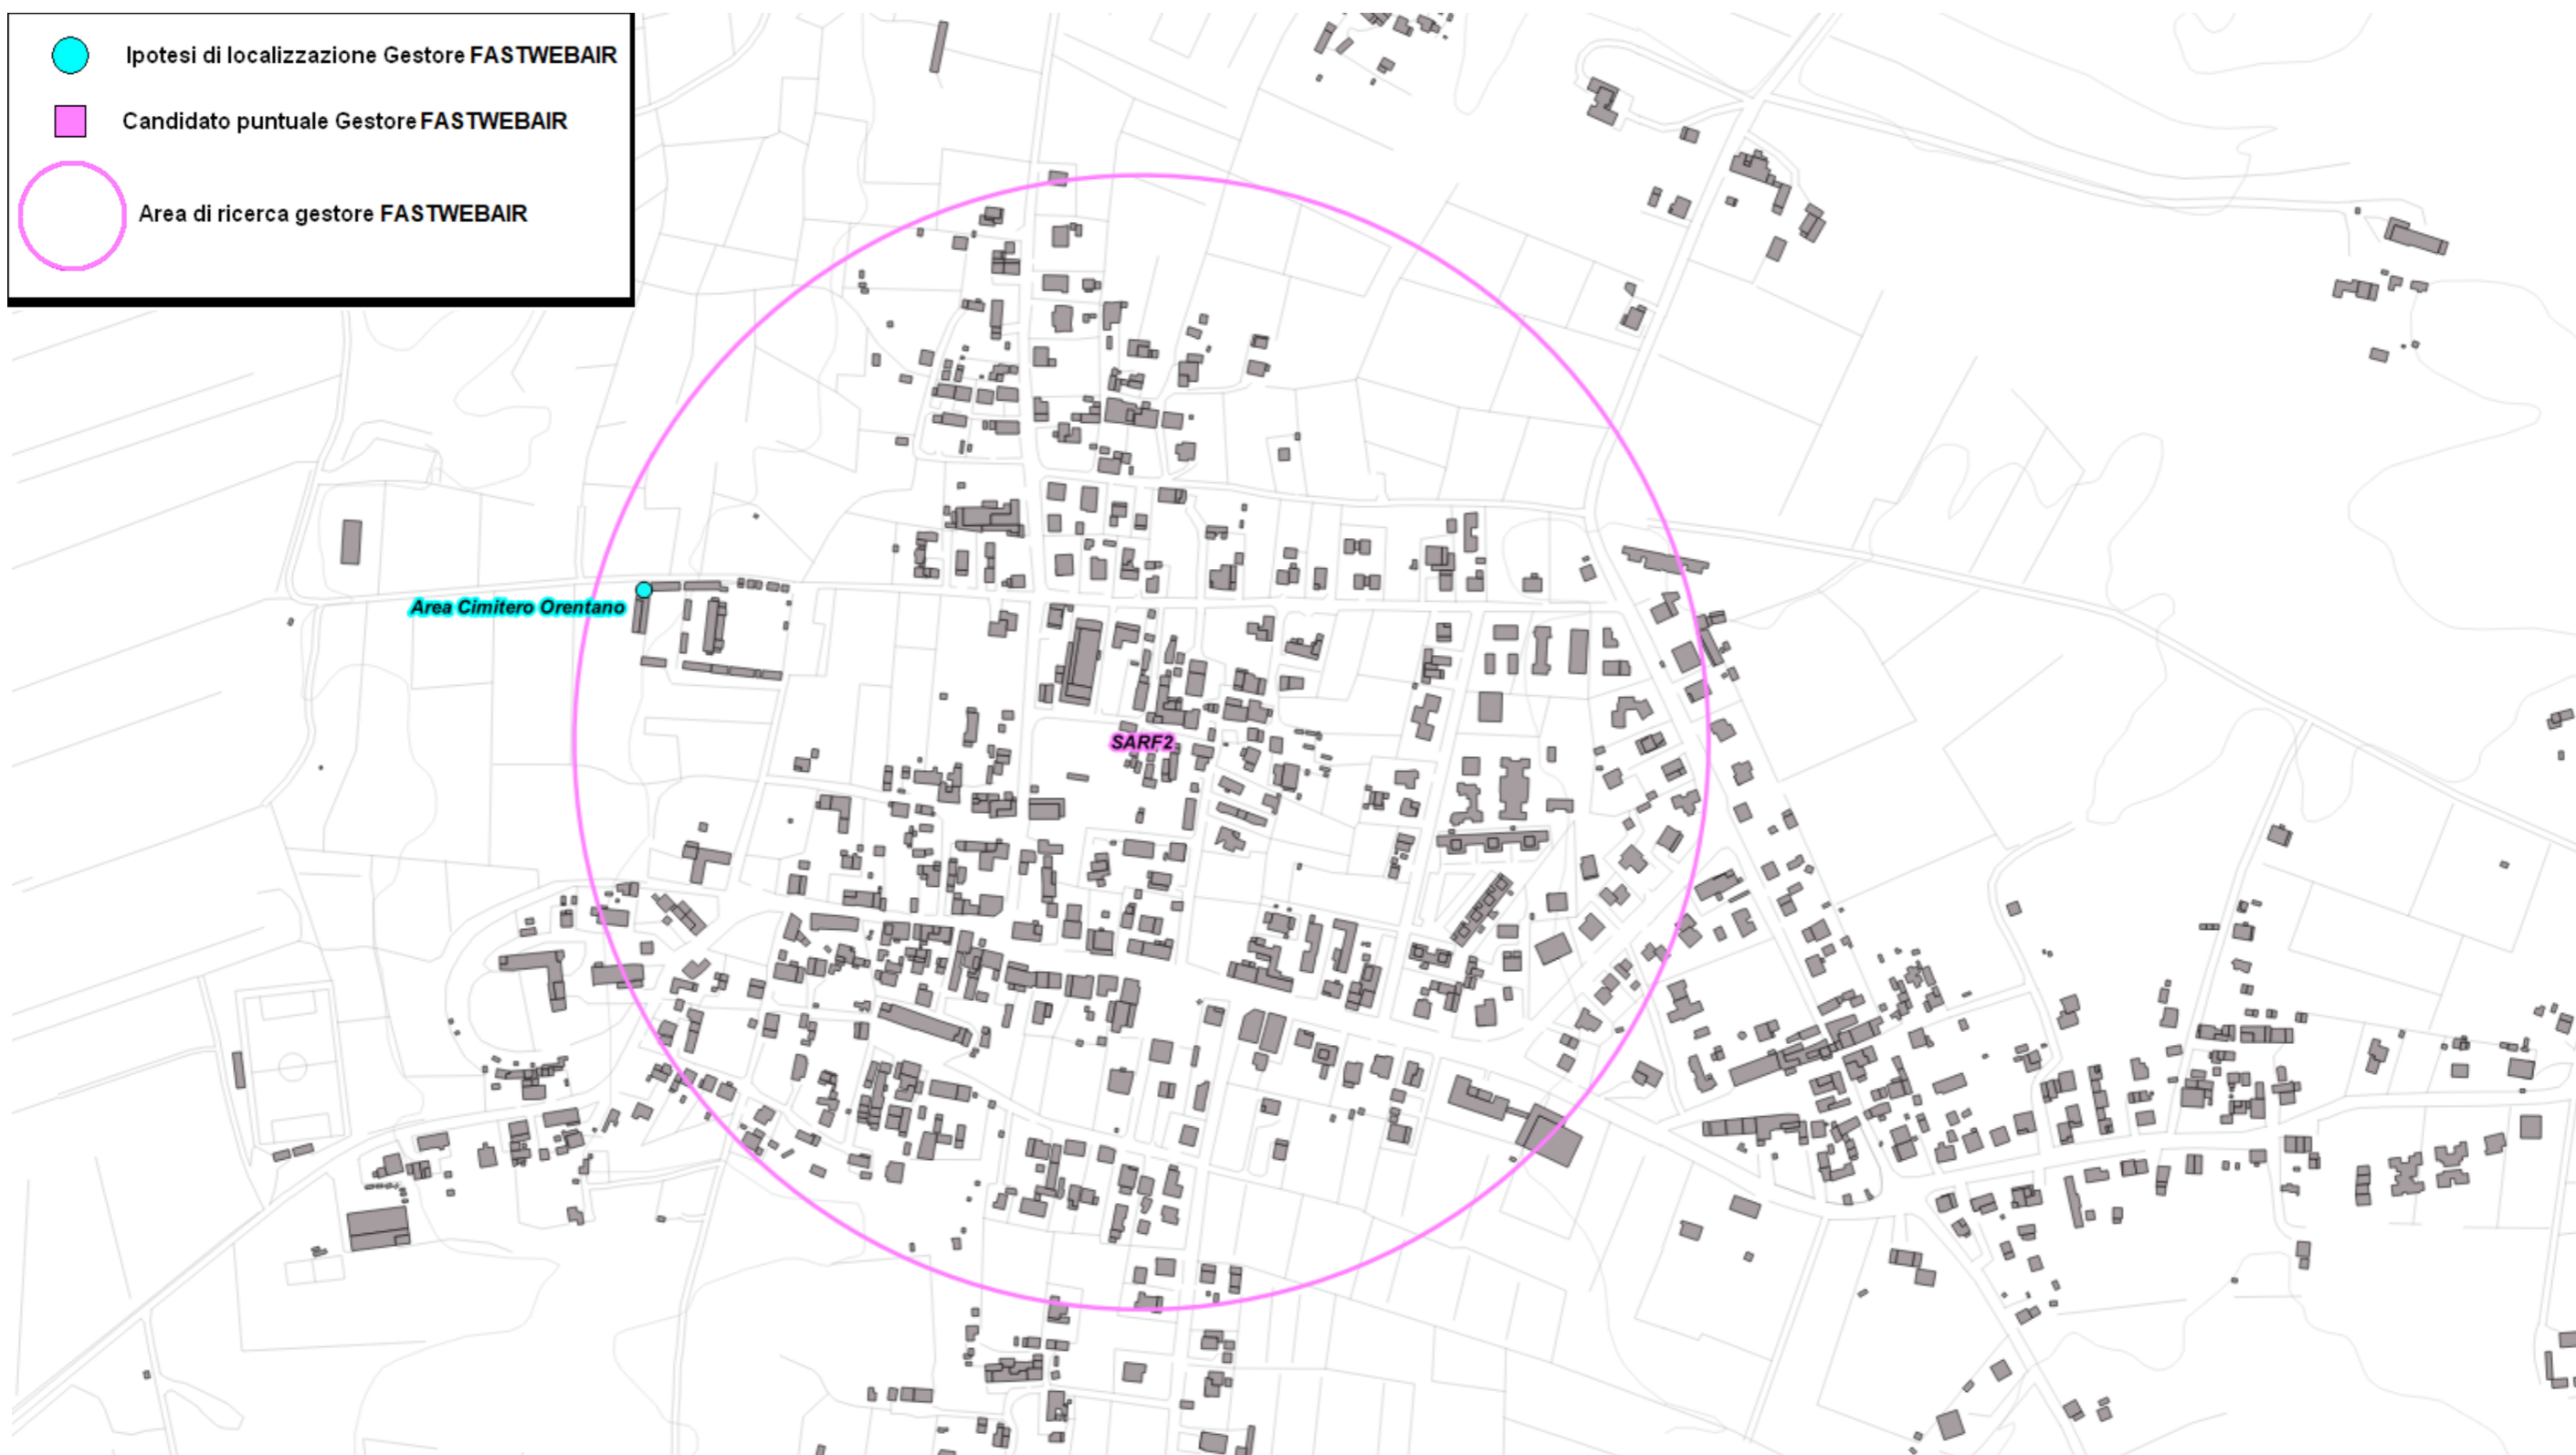 Ipotesi di localizzazione Gestore FASTWEBAIR
Candidato puntuale Gestore FASTWEBAIR
Area di ricerca gestore FASTWEBAIR
Area Cimitero Orentano
SARF2